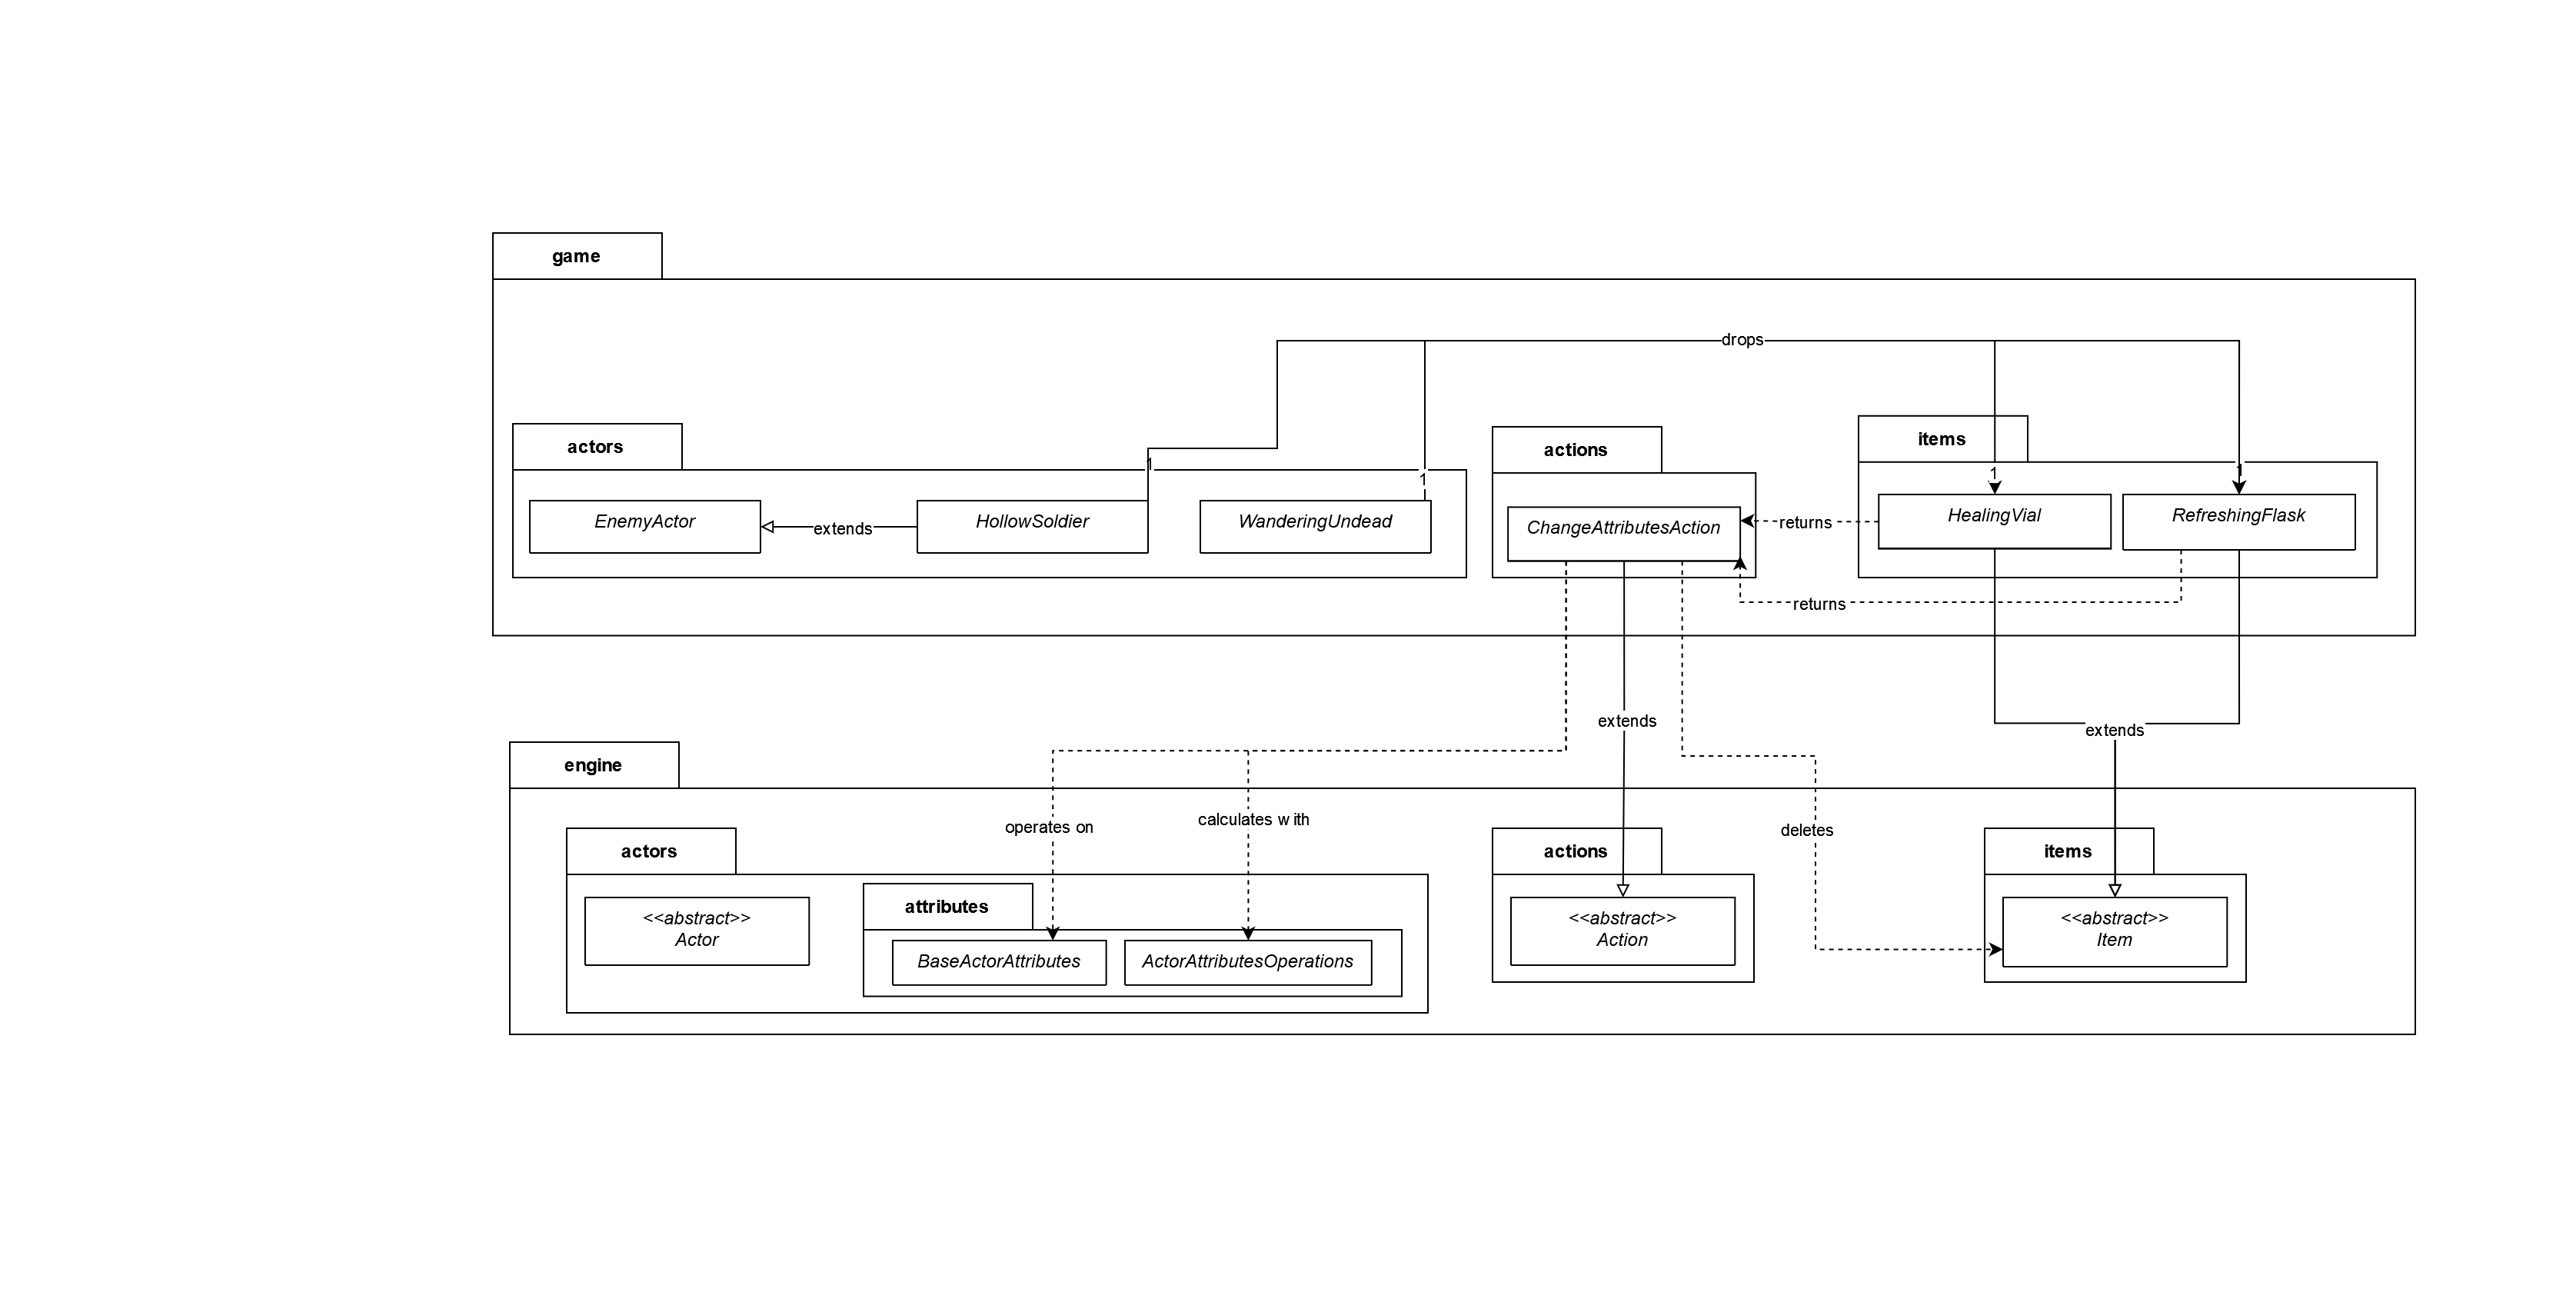 game
drops
actors
actions
items
1
1
1
1
EnemyActor
extends
HollowSoldier
WanderingUndead
ChangeAttributesAction
returns
HealingVial
RefreshingFlask
returns
extends
extends
engine
operates on
calculates with
deletes
actors
actions
items
attributes
<<abstract>>
Actor
BaseActorAttributes
ActorAttributesOperations
<<abstract>>
Action
<<abstract>>
Item